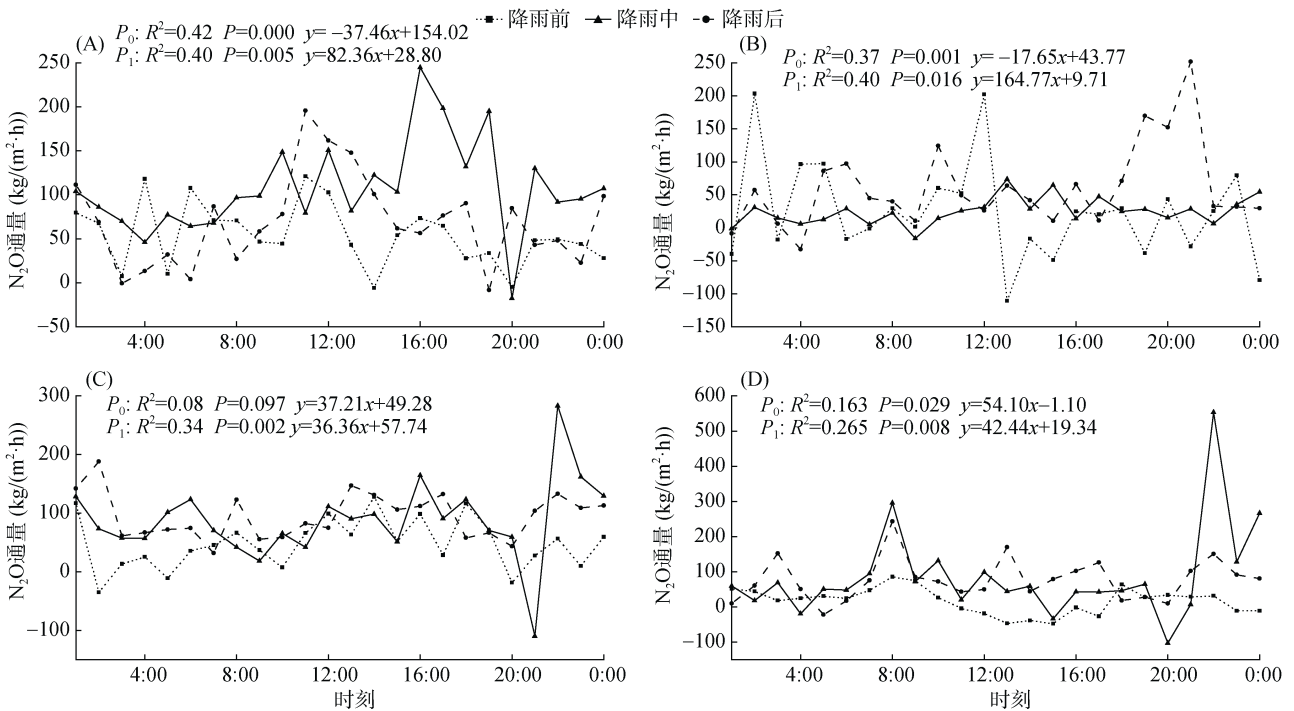 降雨前 降雨中 降雨后
(A)
P0: R2=0.42 P=0.000 y= −37.46x+154.02
P1: R2=0.40 P=0.005 y=82.36x+28.80
250
200
150
100
50
0
−50
N2O通量 (kg/(m2·h))
4:00 8:00 12:00 16:00 20:00 0:00
(B)
P0: R2=0.37 P=0.001 y= −17.65x+43.77
P1: R2=0.40 P=0.016 y=164.77x+9.71
250
200
150
100
50
0
−50
−100
−150
N2O通量 (kg/(m2·h))
4:00 8:00 12:00 16:00 20:00 0:00
(C)
P0: R2=0.08 P=0.097 y=37.21x+49.28
P1: R2=0.34 P=0.002 y=36.36x+57.74
300
200
100
0
−100
N2O通量 (kg/(m2·h))
4:00 8:00 12:00 16:00 20:00 0:00
时刻
(D)
P0: R2=0.163 P=0.029 y=54.10x−1.10
P1: R2=0.265 P=0.008 y=42.44x+19.34
600
500
400
300
200
100
0
−100
N2O通量 (kg/(m2·h))
4:00 8:00 12:00 16:00 20:00 0:00
时刻